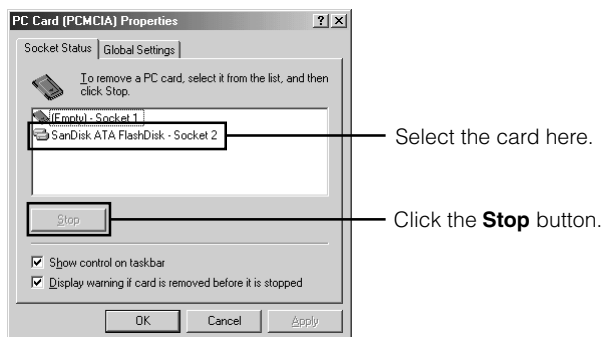 PC Card (PCMCIA) Properties
Socket Status Global Settings
To remove a PC card, select it from the list, and then
click Stop.
(Empty) - Socket 1
SanDisk ATA FlashDisk - Socket 2
Select the card here.
Stop
Click the Stop button.
Show control on taskbar
Display warning if card is removed before it is stopped
OK Cancel Apply